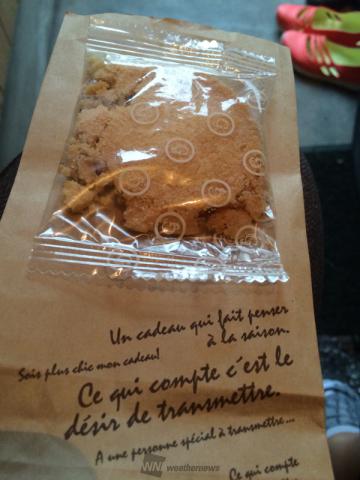 Un cadeau qui fait penser
à la saison.
Sois plus chic mon cadeau!
Ce qui compte c'est le
désir de transmettre.
A une personne spécial à transmettre...
Ce qui compte
WN weathernews